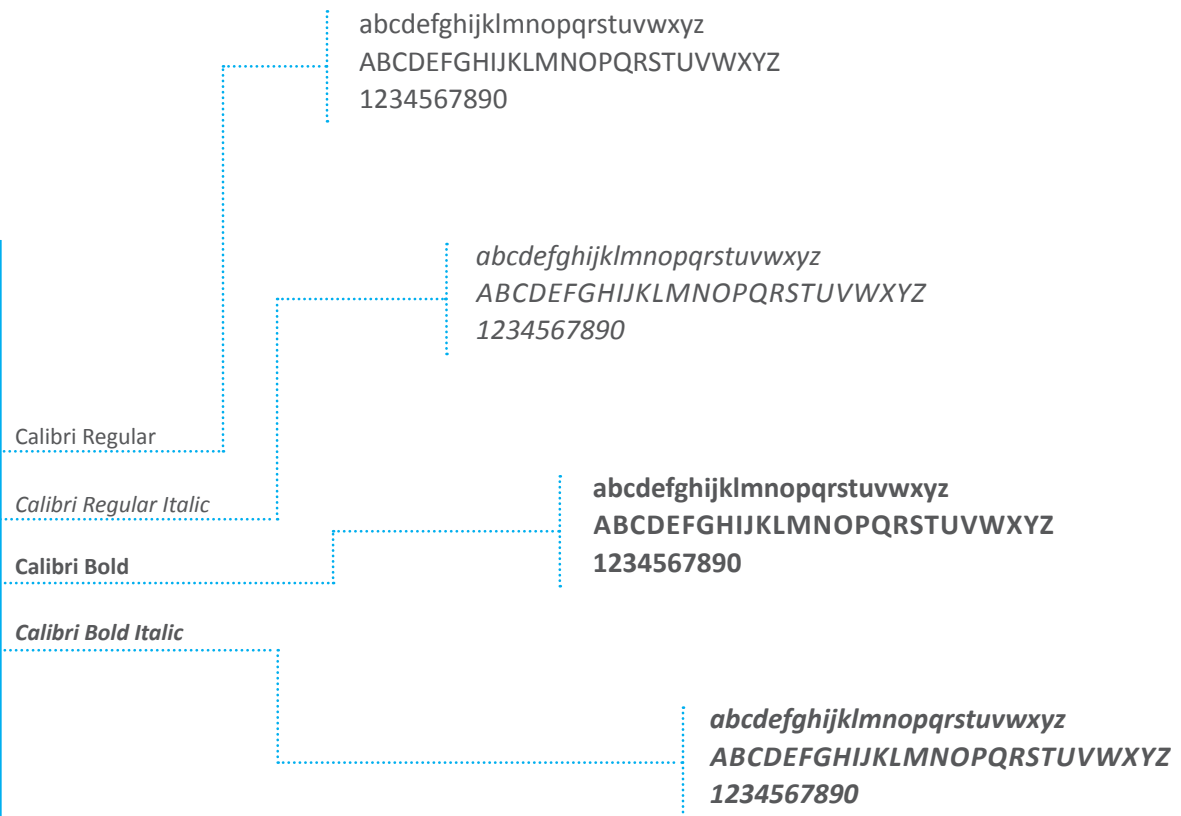 abcdefghijklmnopqrstuvwxyz
ABCDEFGHIJKLMNOPQRSTUVWXYZ
1234567890
abcdefghijklmnopqrstuvwxyz
ABCDEFGHIJKLMNOPQRSTUVWXYZ
1234567890
Calibri Regular
Calibri Regular Italic
Calibri Bold
Calibri Bold Italic
abcdefghijklmnopqrstuvwxyz
ABCDEFGHIJKLMNOPQRSTUVWXYZ
1234567890
abcdefghijklmnopqrstuvwxyz
ABCDEFGHIJKLMNOPQRSTUVWXYZ
1234567890